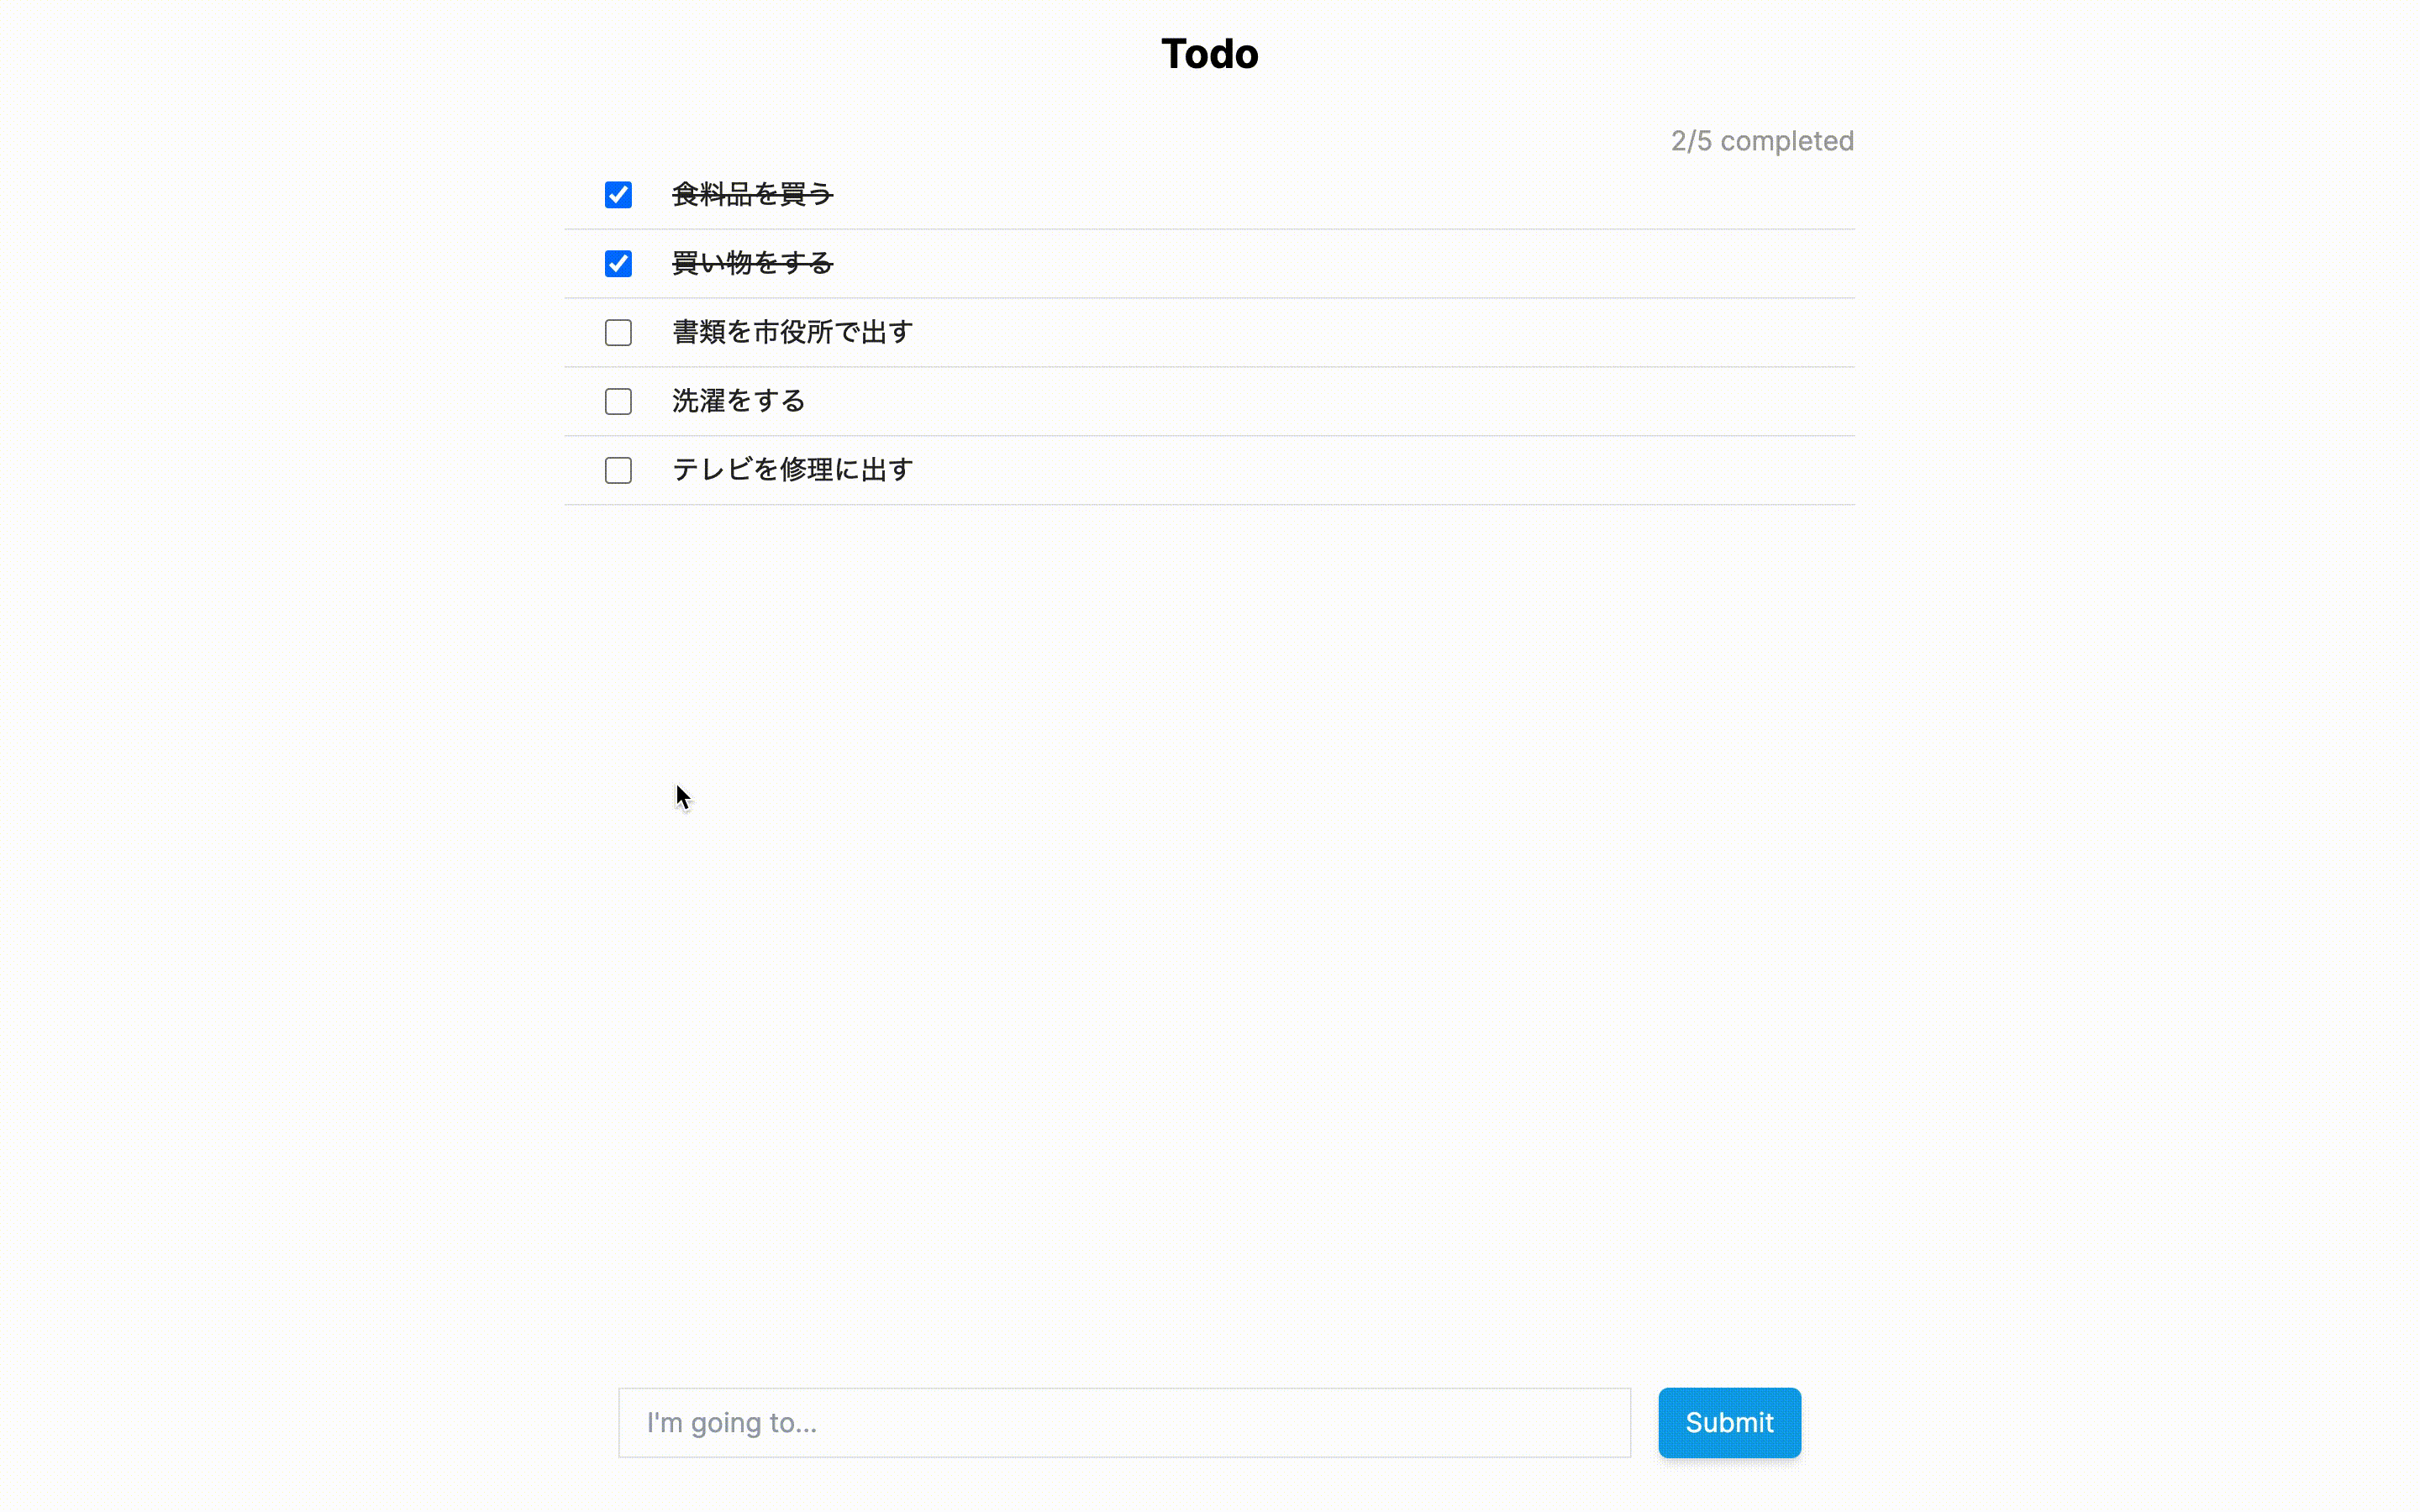 Todo
2/5 completed
食料品を買う
買い物をする
書類を市役所で出す
洗濯をする
テレビを修理に出す
I'm going to...
Submit